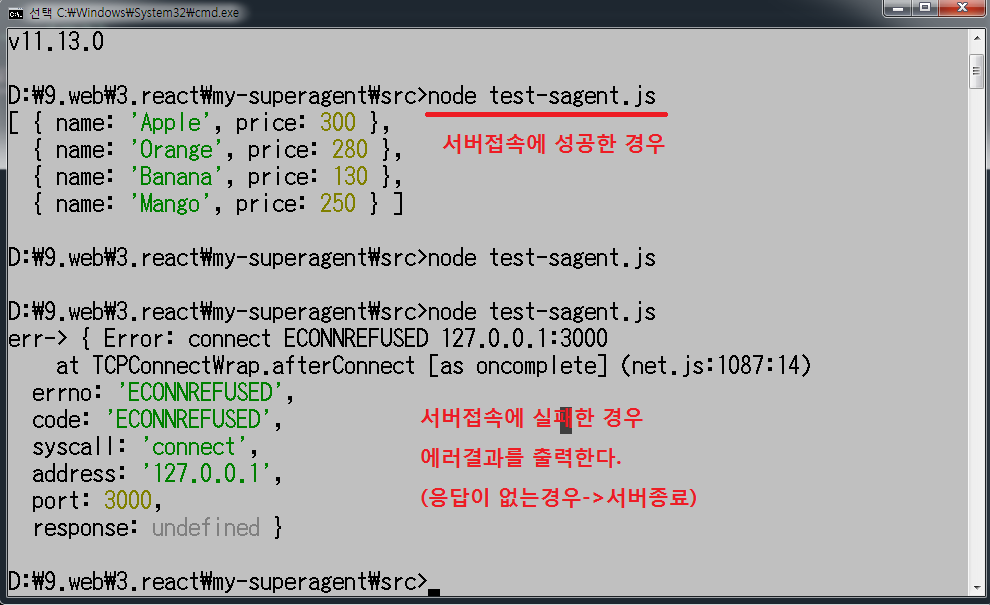 선택 C:₩Windows₩System32₩cmd.exe
v11.13.0
D:₩9.web₩3.react₩my-superagent₩src>node test-sagent.js
[ { name: 'Apple', price: 300 },
서버접속에 성공한 경우
{ name: 'Orange', price: 280 },
{ name: 'Banana', price: 130 },
{ name: 'Mango', price: 250 } ]
D:₩9.web₩3.react₩my-superagent₩src>node test-sagent.js
D:₩9.web₩3.react₩my-superagent₩src>node test-sagent.js
err-> { Error: connect ECONNREFUSED 127.0.0.1:3000
at TCPConnectWrap.afterConnect [as oncomplete] (net.js:1087:14)
errno: 'ECONNREFUSED',
code: 'ECONNREFUSED',
syscall: 'connect',
address: '127.0.0.1',
port: 3000,
response: undefined }
서버접속에 실패한 경우
에러결과를 출력한다.
(응답이 없는경우->서버종료)
D:₩9.web₩3.react₩my-superagent₩src>